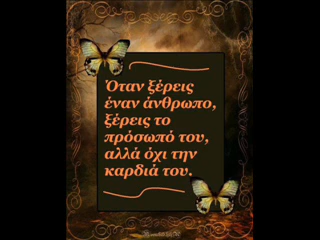 Όταν ξέρεις
έναν άνθρωπο,
ξέρεις το
πρόσωπό του,
αλλά όχι την
καρδιά του.